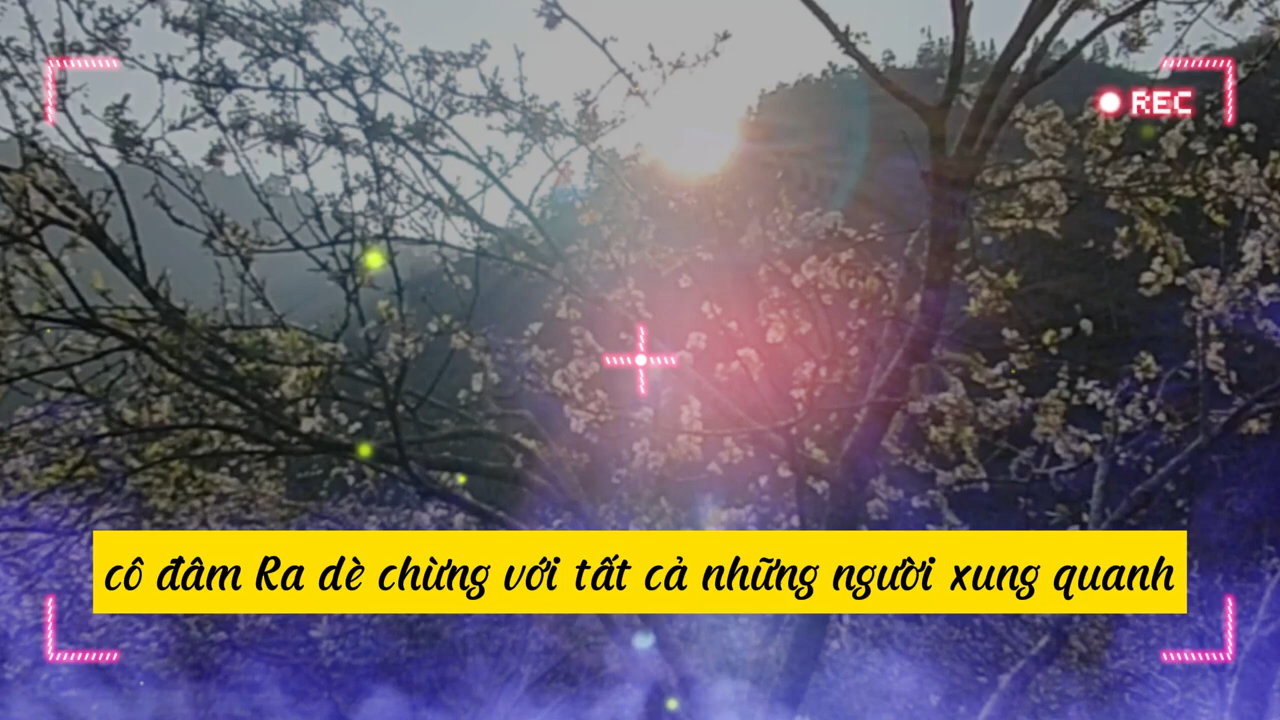 REC
cô đâm Ra dè chừng với tất cả những người xung quanh